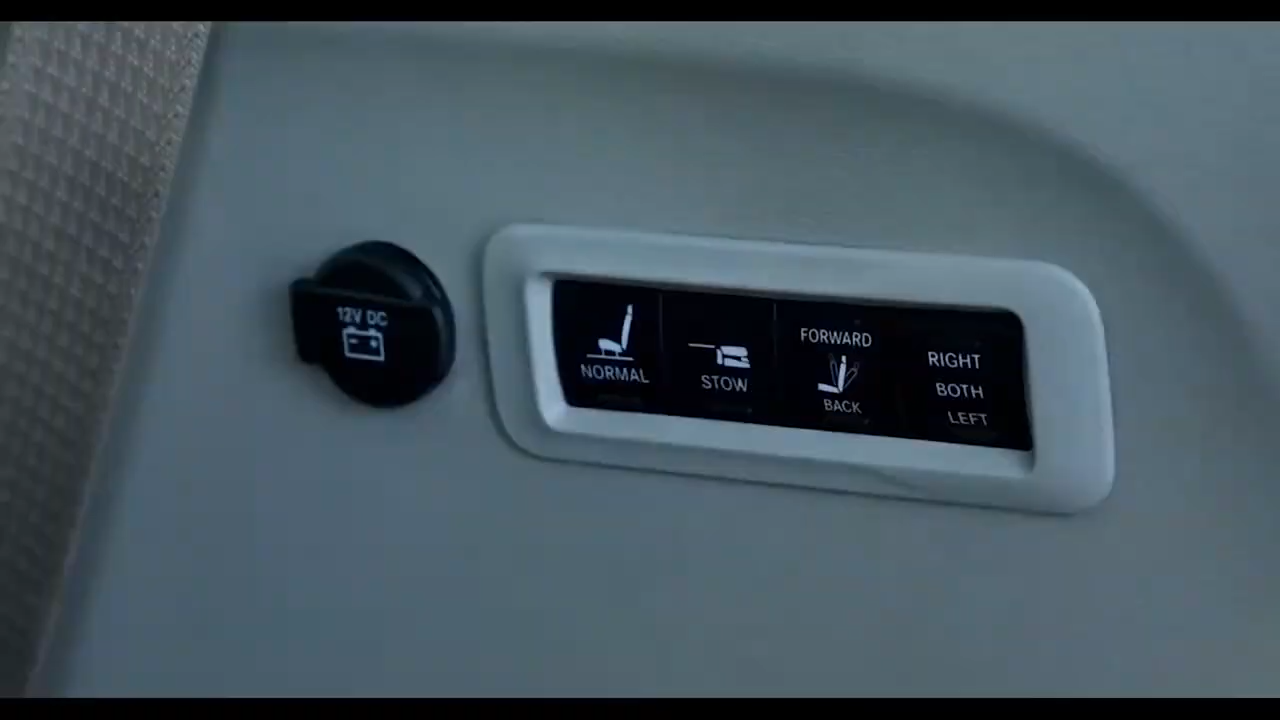 12V DC
NORMAL
STOW
FORWARD
BACK
RIGHT
BOTH
LEFT